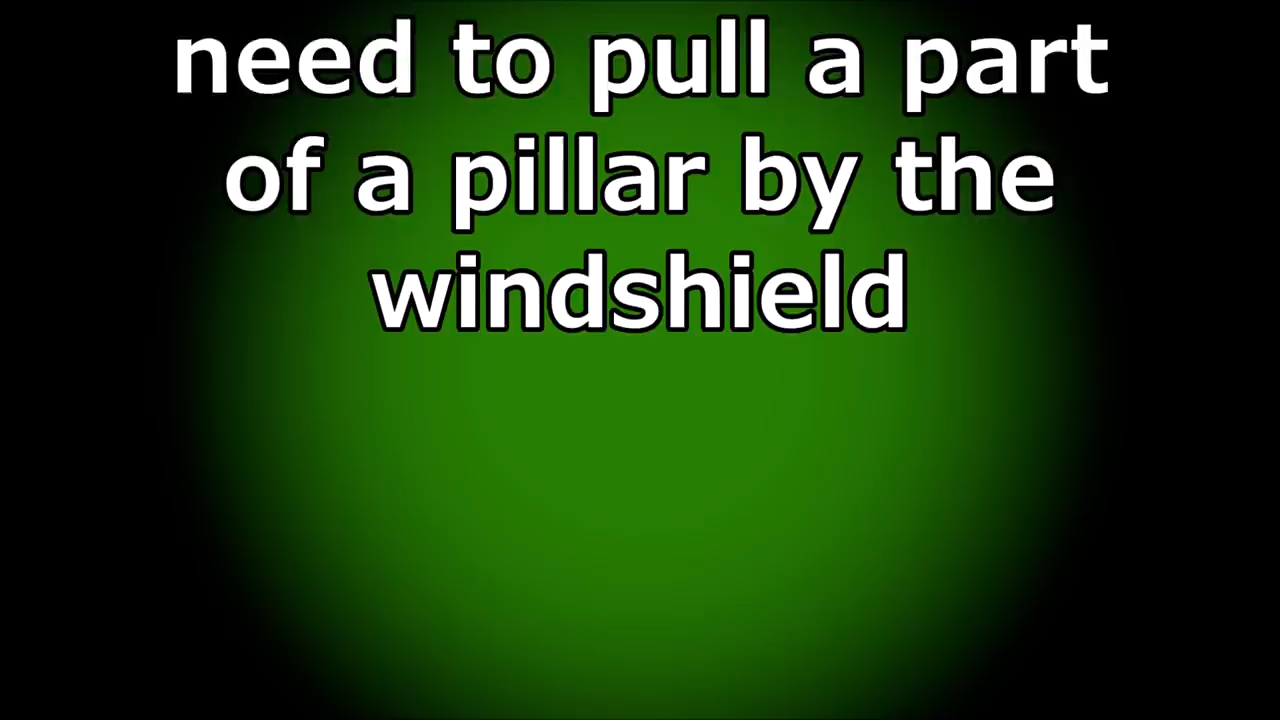 need to pull a part
of a pillar by the
windshield